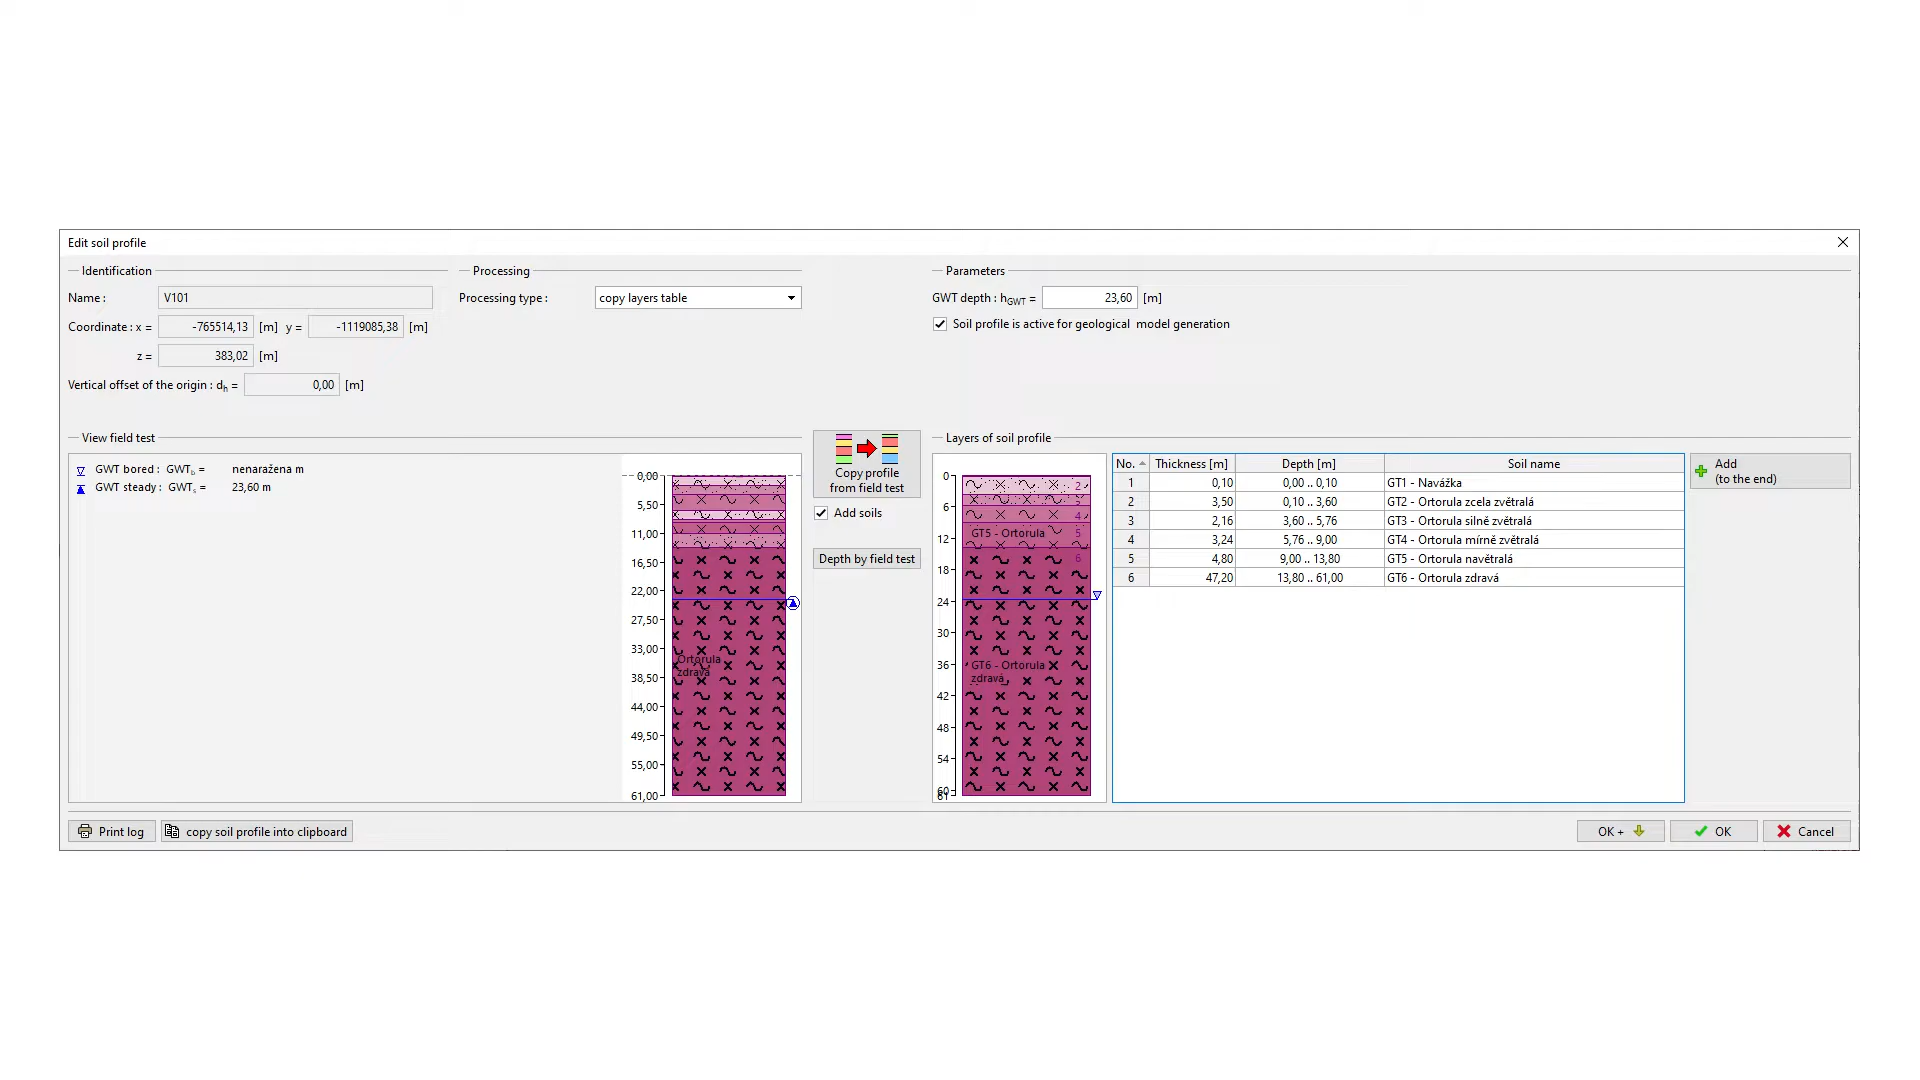 Edit soil profile
Identification
Name :
V101
Coordinate : x =
-765514,13
[m]
y =
-1119085,38
[m]
z =
383,02
[m]
Vertical offset of the origin : dh =
0,00
[m]
Processing
Processing type :
copy layers table
Parameters
GWT depth : hGWT =
23,60
[m]
Soil profile is active for geological model generation
View field test
GWT bored : GWTb = nenaražena m
GWT steady : GWTs = 23,60 m
0,00
5,50
11,00
16,50
22,00
27,50
33,00
38,50
44,00
49,50
55,00
61,00
Ortorula
zdravá
Copy profile
from field test
Add soils
Depth by field test
Layers of soil profile
0
6
12
18
24
30
36
42
48
54
60
61
2
3
4
GT5 - Ortorula
5
6
GT6 - Ortorula
zdravá
No. Thickness [m] Depth [m] Soil name
1 0,10 0,00 .. 0,10 GT1 - Navážka
2 3,50 0,10 .. 3,60 GT2 - Ortorula zcela zvětralá
3 2,16 3,60 .. 5,76 GT3 - Ortorula silně zvětralá
4 3,24 5,76 .. 9,00 GT4 - Ortorula mírně zvětralá
5 4,80 9,00 .. 13,80 GT5 - Ortorula navětralá
6 47,20 13,80 .. 61,00 GT6 - Ortorula zdravá
Add
(to the end)
Print log
copy soil profile into clipboard
OK +
OK
Cancel